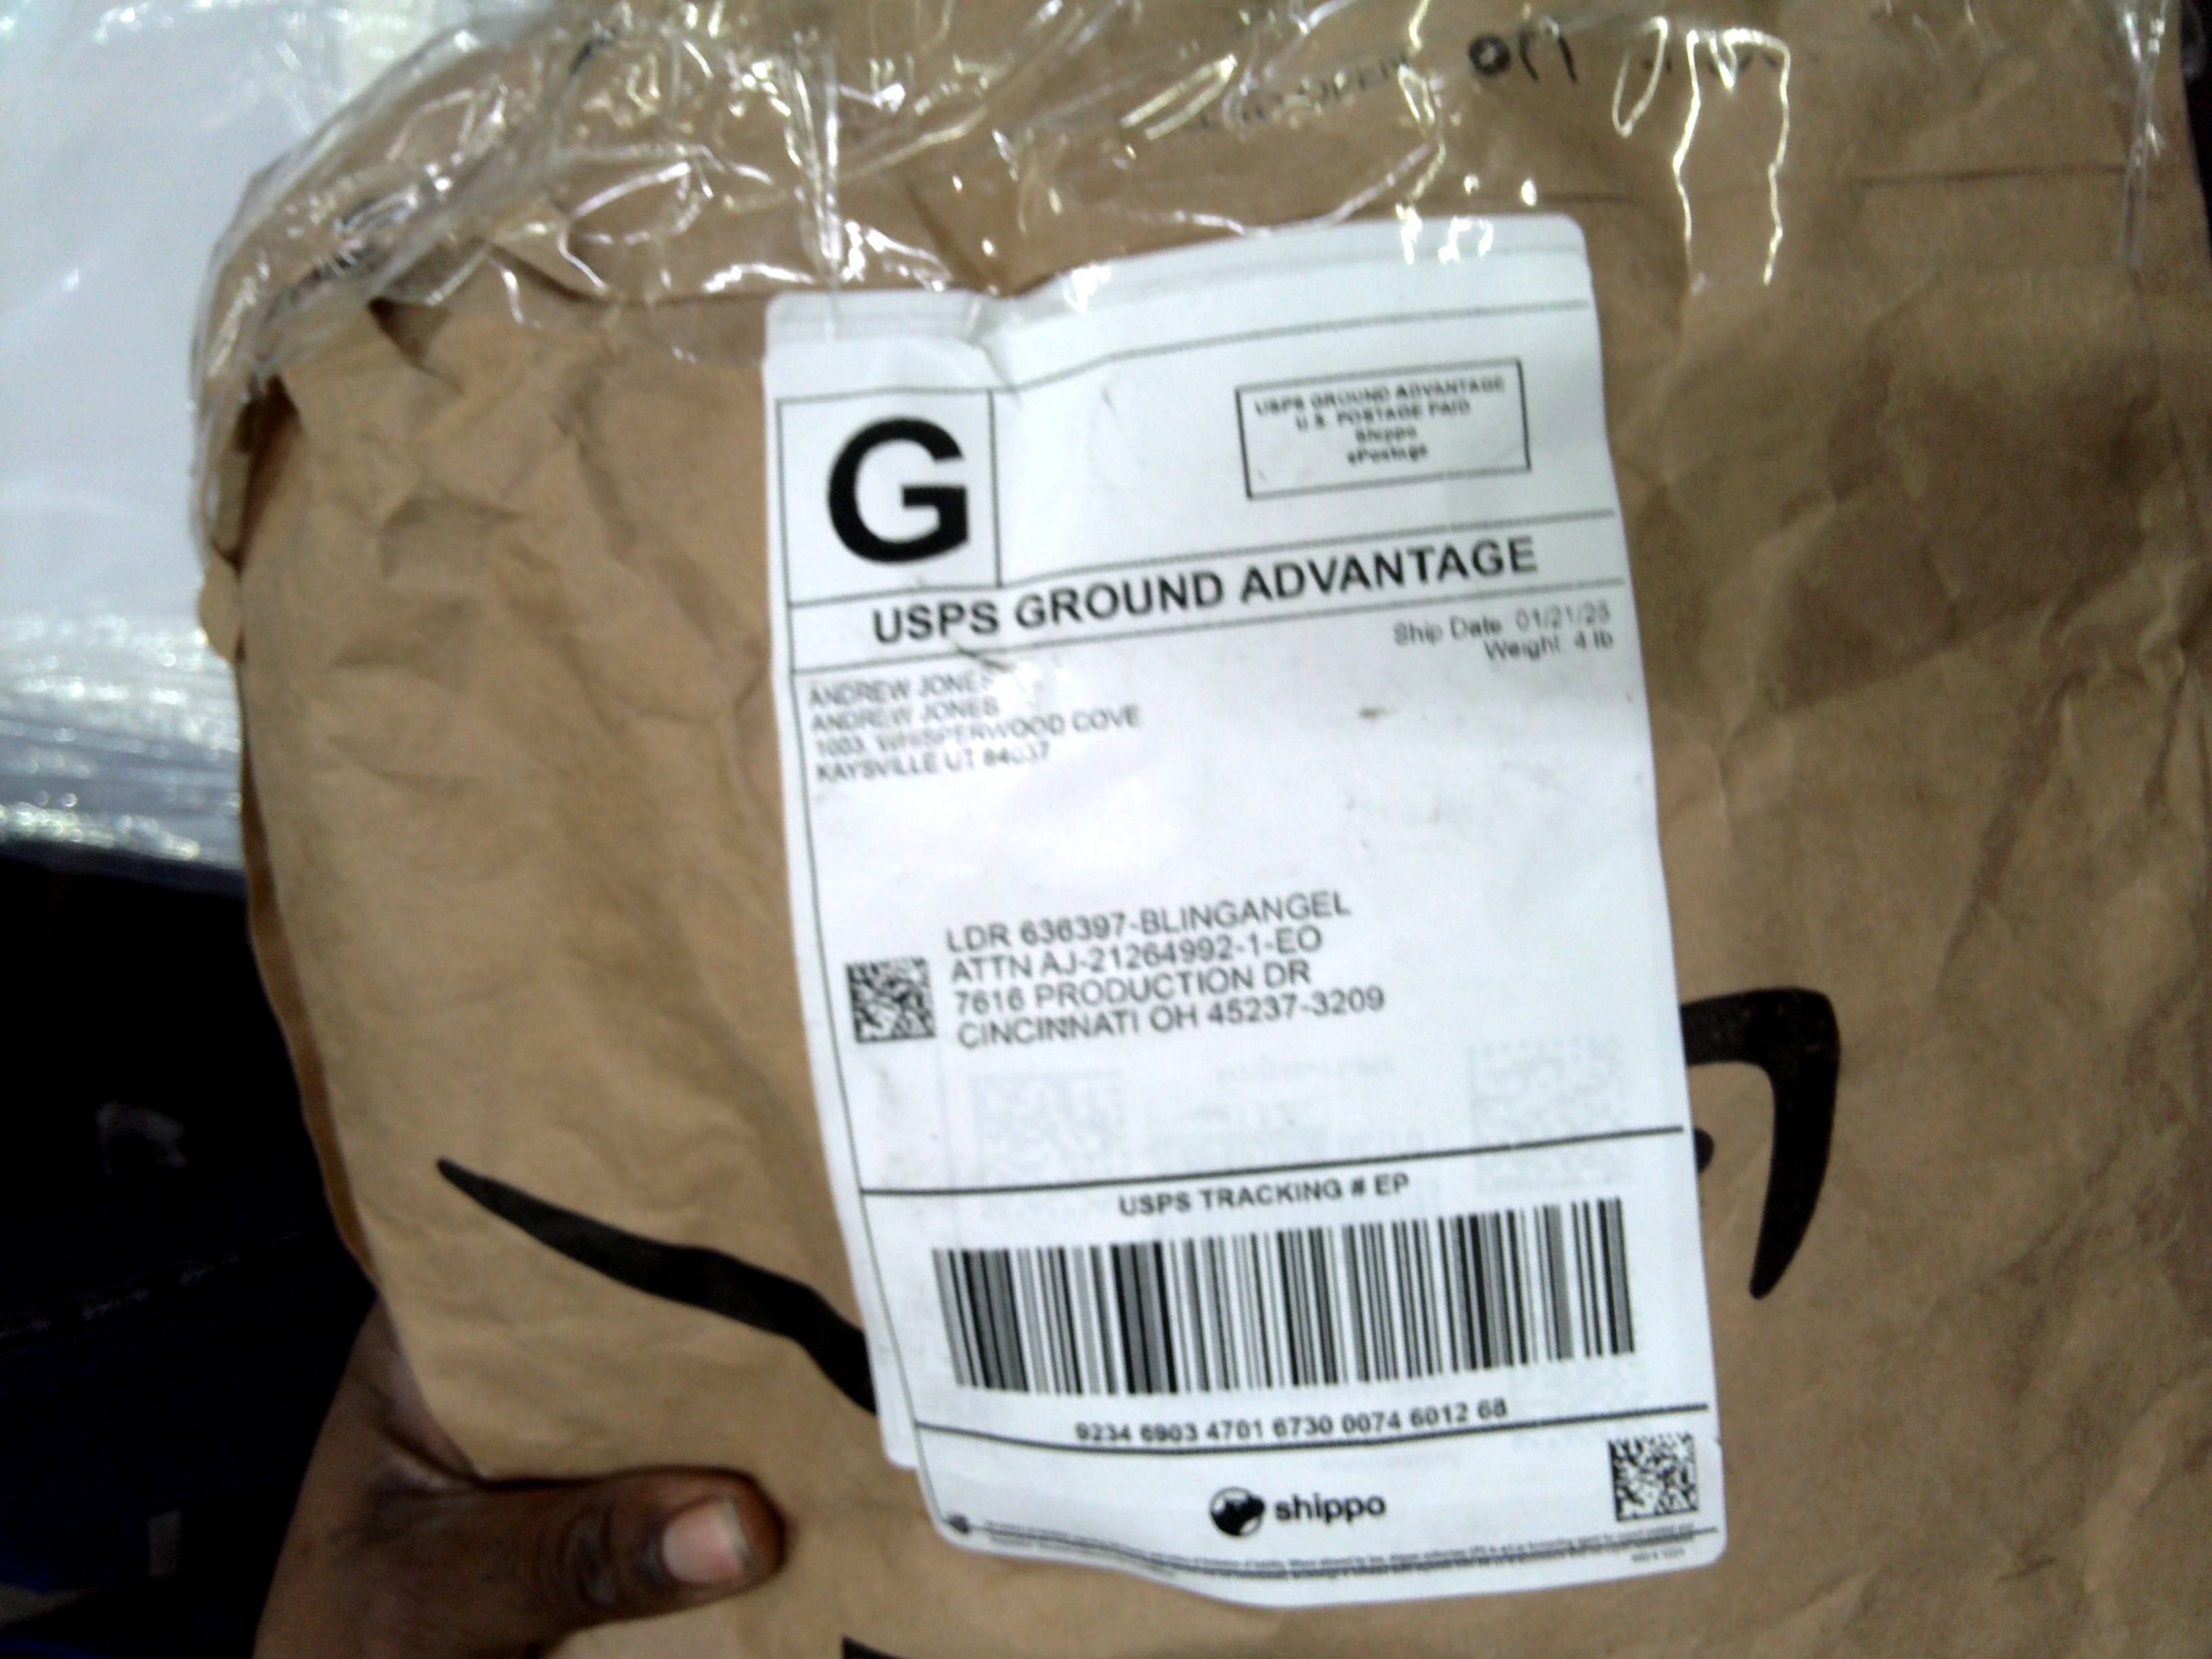 G
USPS GROUND ADVANTAGE
U.S. POSTAGE PAID
Shippo
ePostage
USPS GROUND ADVANTAGE
Ship Date 01/21/25
Weight 4 lb
ANDREW JONES
ANDREW JONES
1003 WHISPERWOOD COVE
KAYSVILLE UT 84037
LDR 636397-BLINGANGEL
ATTN AJ-21264992-1-EO
7616 PRODUCTION DR
CINCINNATI OH 45237-3209
USPS TRACKING # EP
9234 6903 4701 6730 0074 6012 68
shippo